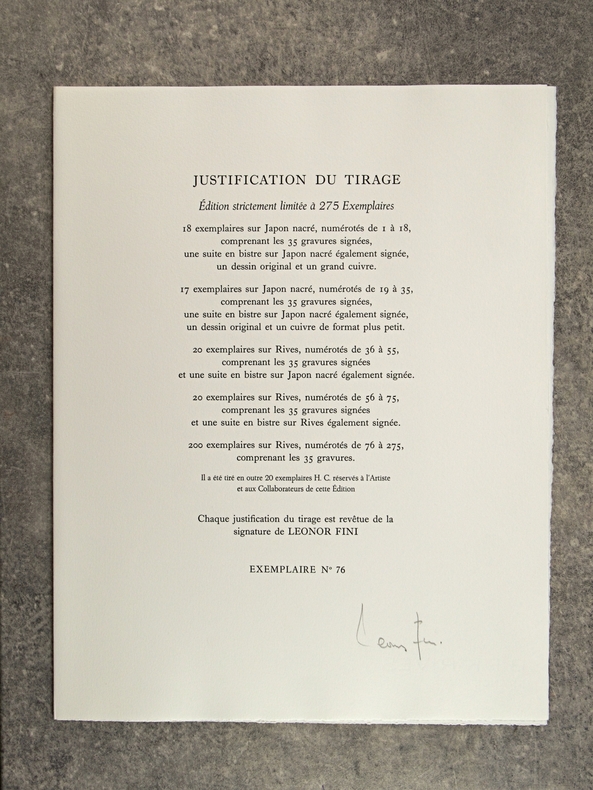 JUSTIFICATION DU TIRAGE
Édition strictement limitée à 275 Exemplaires
18 exemplaires sur Japon nacré, numérotés de 1 à 18,
comprenant les 35 gravures signées,
une suite en bistre sur Japon nacré également signée,
un dessin original et un grand cuivre.
17 exemplaires sur Japon nacré, numérotés de 19 à 35,
comprenant les 35 gravures signées,
une suite en bistre sur Japon nacré également signée,
un dessin original et un cuivre de format plus petit.
20 exemplaires sur Rives, numérotés de 36 à 55,
comprenant les 35 gravures signées
et une suite en bistre sur Japon nacré également signée.
20 exemplaires sur Rives, numérotés de 56 à 75,
comprenant les 35 gravures signées
et une suite en bistre sur Rives également signée.
200 exemplaires sur Rives, numérotés de 76 à 275,
comprenant les 35 gravures.
Il a été tiré en outre 20 exemplaires H. C. réservés à l'Artiste
et aux Collaborateurs de cette Édition
Chaque justification du tirage est revêtue de la
signature de LEONOR FINI
EXEMPLAIRE Nº 76
Leonor Fini